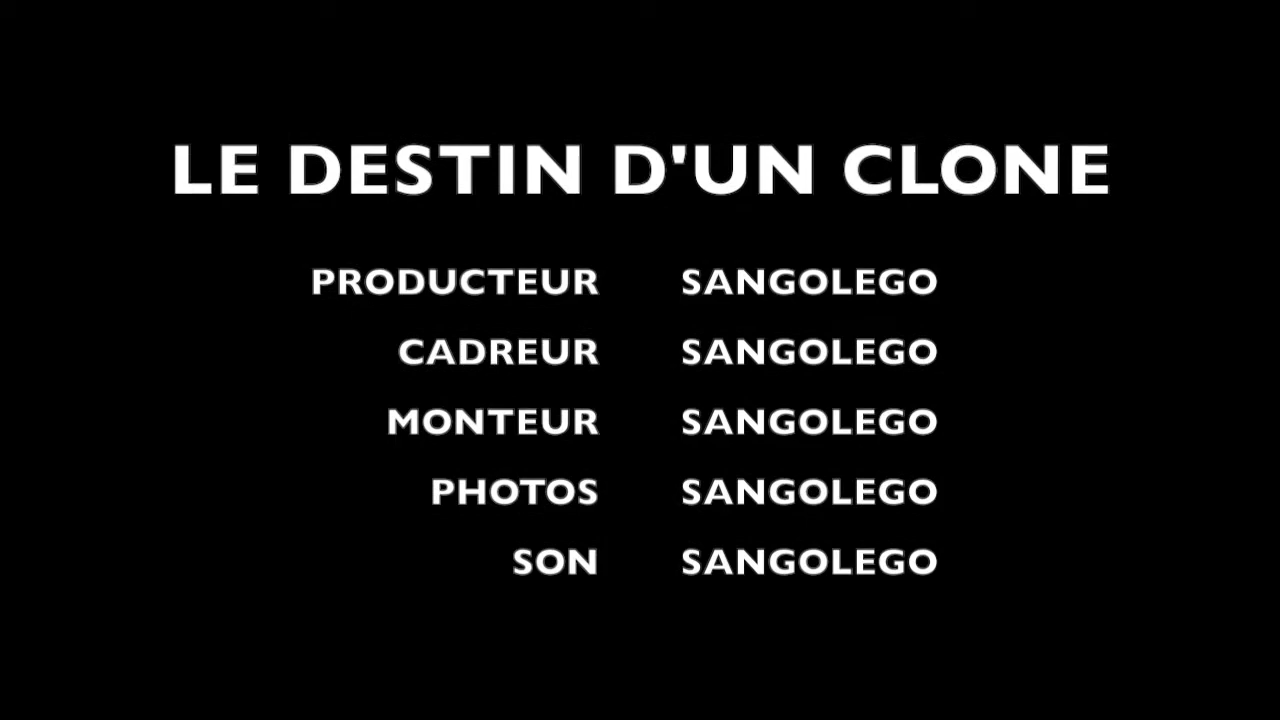 LE DESTIN D'UN CLONE
PRODUCTEUR SANGOLEGO
CADREUR SANGOLEGO
MONTEUR SANGOLEGO
PHOTOS SANGOLEGO
SON SANGOLEGO